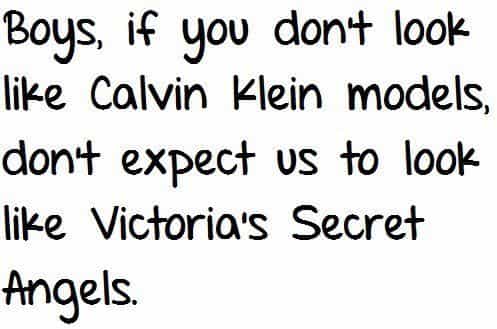 Boys, if you don't look
like Calvin Klein models,
don't expect us to look
like Victoria's Secret
Angels.